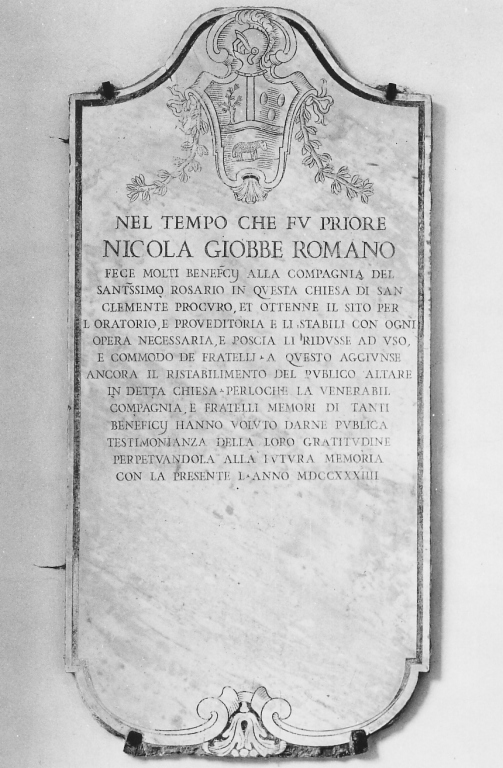 NEL TEMPO CHE FV PRIORE
NICOLA GIOBBE ROMANO
FECE MOLTI BENEFCIJ ALLA COMPAGNIA DEL
SANTSSIMO ROSARIO IN QVESTA CHIESA DI SAN
CLEMENTE PROCVRO, ET OTTENNE IL SITO PER
L'ORATORIO, E PROVEDITORIA E LI STABILI CON OGNI
OPERA NECESSARIA, E POSCIA LI RIDVSSE AD VSO,
E COMMODO DE FRATELLI · A QVESTO AGGIVNSE
ANCORA IL RISTABILIMENTO DEL PVBLICO ALTARE
IN DETTA CHIESA · PERLOCHE LA VENERABIL
COMPAGNIA, E FRATELLI MEMORI DI TANTI
BENEFICIJ HANNO VOLVTO DARNE PVBLICA
TESTIMONIANZA DELLA LORO GRATITVDINE
PERPETVANDOLA ALLA FVTVRA MEMORIA
CON LA PRESENTE L · ANNO MDCCXXXIIII